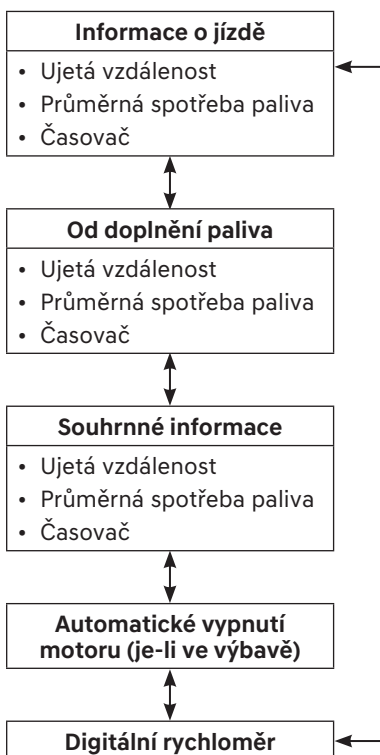 Informace o jízdě
• Ujetá vzdálenost
• Průměrná spotřeba paliva
• Časovač
Od doplnění paliva
• Ujetá vzdálenost
• Průměrná spotřeba paliva
• Časovač
Souhrnné informace
• Ujetá vzdálenost
• Průměrná spotřeba paliva
• Časovač
Automatické vypnutí
motoru (je-li ve výbavě)
Digitální rychloměr